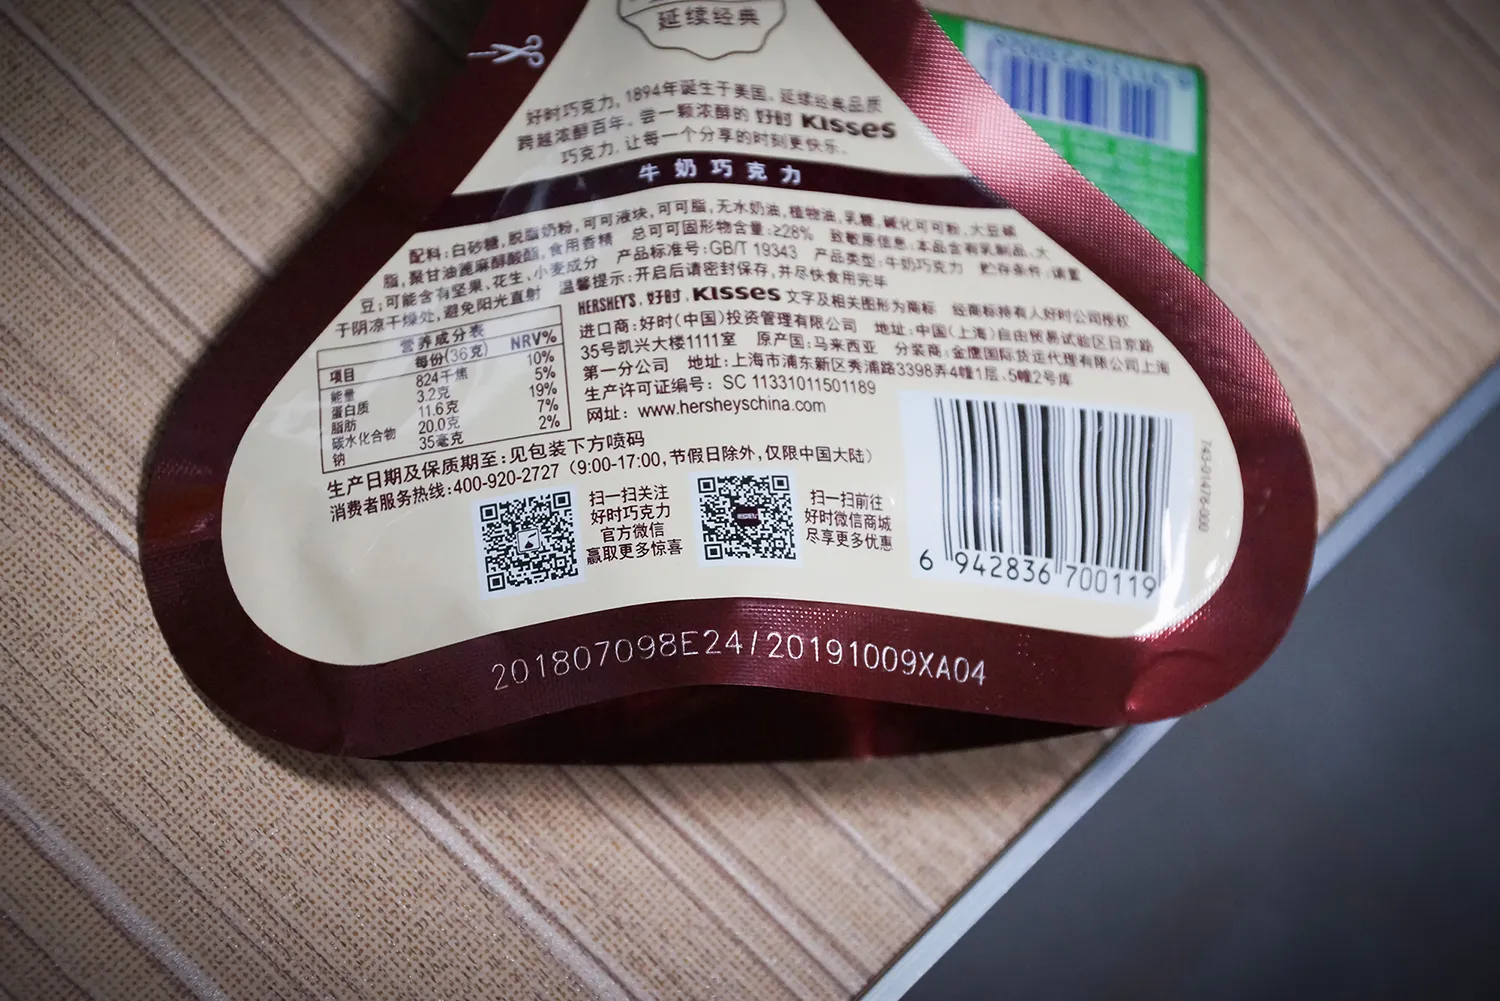 延续经典
好时巧克力，1894年诞生于美国，延续经典品质
跨越浓醇百年。尝一颗浓醇的 好时 KISSES
巧克力，让每一个分享的时刻更快乐。
牛奶巧克力
配料：白砂糖，脱脂奶粉，可可液块，可可脂，无水奶油，植物油，乳糖，碱化可可粉，大豆磷
脂，聚甘油蓖麻醇酸酯，食用香精 总可可固形物含量：≥28% 致敏原信息：本品含有乳制品、大
豆；可能含有坚果、花生、小麦成分 产品标准号：GB/T 19343 产品类型：牛奶巧克力 贮存条件：请置
于阴凉干燥处，避免阳光直射 温馨提示：开启后请密封保存，并尽快食用完毕
HERSHEY'S，好时，KISSES 文字及相关图形为商标 经商标持有人好时公司授权
进口商：好时（中国）投资管理有限公司 地址：中国（上海）自由贸易试验区日京路
35号凯兴大楼1111室 原产国：马来西亚 分装商：金鹰国际货运代理有限公司上海
第一分公司 地址：上海市浦东新区秀浦路3398弄4幢1层、5幢2号库
生产许可证编号：SC 11331011501189
网址：www.hersheyschina.com
营养成分表
项目 每份(36克) NRV%
能量 824千焦 10%
蛋白质 3.2克 5%
脂肪 11.6克 19%
碳水化合物 20.0克 7%
钠 35毫克 2%
生产日期及保质期至：见包装下方喷码
消费者服务热线：400-920-2727（9:00-17:00，节假日除外，仅限中国大陆）
扫一扫关注
好时巧克力
官方微信
赢取更多惊喜
扫一扫前往
好时微信商城
尽享更多优惠
6 942836 700119
743-01476-000
201807098E24/20191009XA04